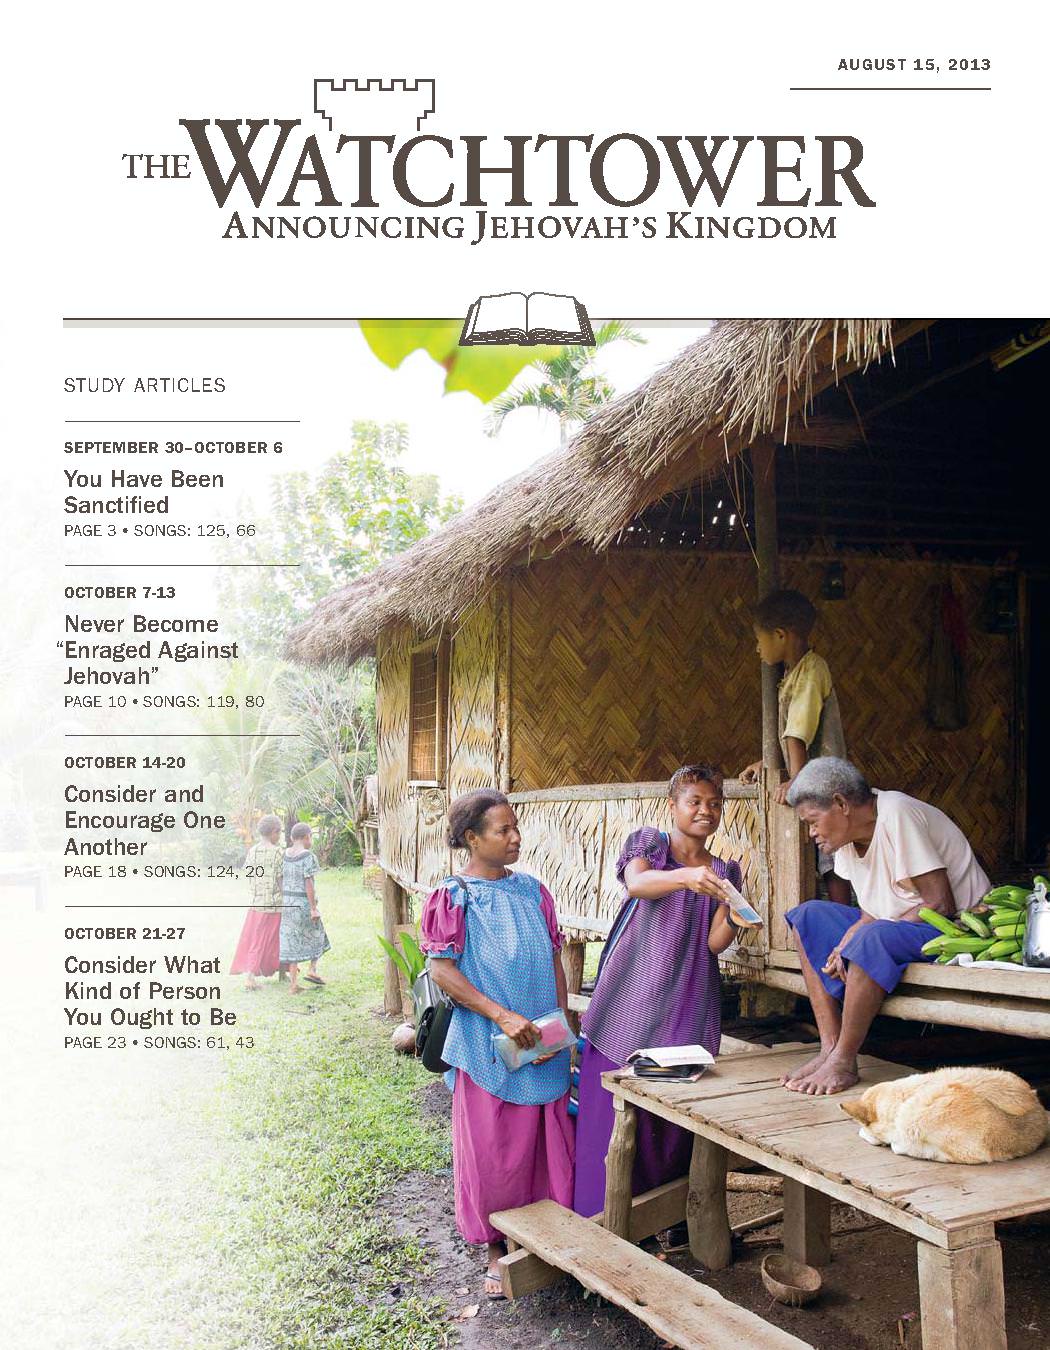 AUGUST 15, 2013
THE WATCHTOWER
ANNOUNCING JEHOVAH'S KINGDOM
STUDY ARTICLES
SEPTEMBER 30–OCTOBER 6
You Have Been
Sanctified
PAGE 3 • SONGS: 125, 66
OCTOBER 7-13
Never Become
“Enraged Against
Jehovah”
PAGE 10 • SONGS: 119, 80
OCTOBER 14-20
Consider and
Encourage One
Another
PAGE 18 • SONGS: 124, 20
OCTOBER 21-27
Consider What
Kind of Person
You Ought to Be
PAGE 23 • SONGS: 61, 43